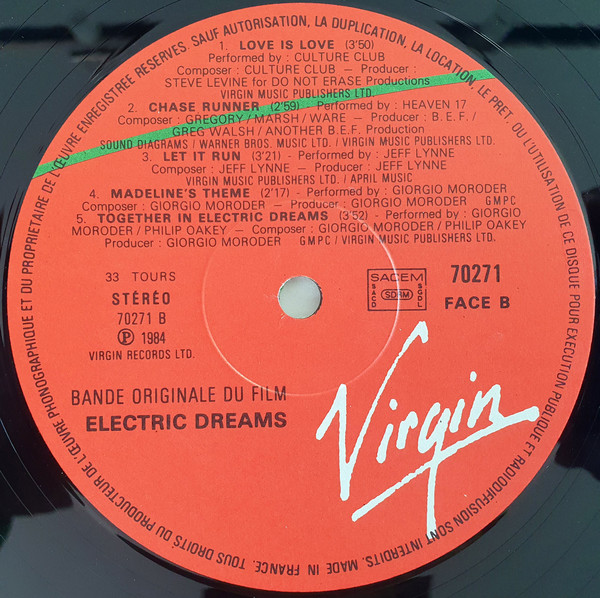 TOUS DROITS DU PRODUCTEUR DE L'ŒUVRE PHONOGRAPHIQUE ET DU PROPRIETAIRE DE L'ŒUVRE ENREGISTREE RESERVES. SAUF AUTORISATION, LA DUPLICATION, LA LOCATION, LE PRET, OU L'UTILISATION DE CE DISQUE POUR EXECUTION PUBLIQUE ET RADIODIFFUSION SONT INTERDITS. MADE IN FRANCE.
1. LOVE IS LOVE (3'50)
Performed by : CULTURE CLUB
Composer : CULTURE CLUB — Producer :
STEVE LEVINE for DO NOT ERASE Productions
VIRGIN MUSIC PUBLISHERS LTD.
2. CHASE RUNNER (2'59) - Performed by : HEAVEN 17
Composer : GREGORY / MARSH / WARE — Producer : B.E.F. /
GREG WALSH / ANOTHER B.E.F. Production
SOUND DIAGRAMS / WARNER BROS. MUSIC LTD. / VIRGIN MUSIC PUBLISHERS LTD.
3. LET IT RUN (3'21) - Performed by : JEFF LYNNE
Composer : JEFF LYNNE — Producer : JEFF LYNNE
VIRGIN MUSIC PUBLISHERS LTD. / APRIL MUSIC
4. MADELINE'S THEME (2'17) - Performed by : GIORGIO MORODER
Composer : GIORGIO MORODER — Producer : GIORGIO MORODER GMPC
5. TOGETHER IN ELECTRIC DREAMS (3'52) - Performed by : GIORGIO
MORODER / PHILIP OAKEY — Composer : GIORGIO MORODER / PHILIP OAKEY
Producer : GIORGIO MORODER GMPC / VIRGIN MUSIC PUBLISHERS LTD.
33 TOURS
STÉRÉO
70271 B
Ⓟ 1984
VIRGIN RECORDS LTD.
SACEM
SACD SDRM SGDL
70271
FACE B
BANDE ORIGINALE DU FILM
ELECTRIC DREAMS
Virgin